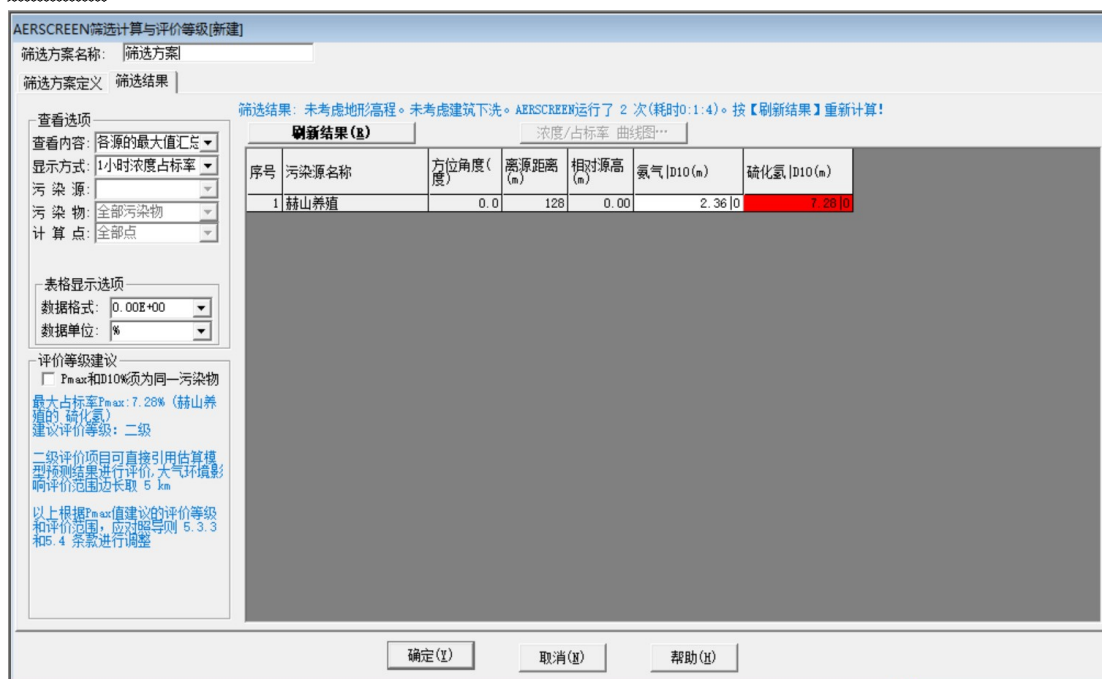 AERSCREEN筛选计算与评价等级[新建]
筛选方案名称: 筛选方案
筛选方案定义 筛选结果
筛选结果: 未考虑地形高程。未考虑建筑下洗。AERSCREEN运行了 2 次(耗时0:1:4)。按【刷新结果】重新计算!
查看选项
查看内容: 各源的最大值汇总
显示方式: 1小时浓度占标率
污 染 源:
污 染 物: 全部污染物
计 算 点: 全部点
刷新结果(R) 浓度/占标率 曲线图…
序号 污染源名称 方位角度(度) 离源距离(m) 相对源高(m) 氨气|D10(m) 硫化氢|D10(m)
1 赫山养殖 0.0 128 0.00 2.36|0 7.28|0
表格显示选项
数据格式: 0.00E+00
数据单位: %
评价等级建议
Pmax和D10%须为同一污染物
最大占标率Pmax:7.28% (赫山养
殖的 硫化氢)
建议评价等级: 二级
二级评价项目可直接引用估算模
型预测结果进行评价,大气环境影
响评价范围边长取 5 km
以上根据Pmax值建议的评价等级
和评价范围，应对照导则 5.3.3
和5.4 条款进行调整
确定(Y) 取消(N) 帮助(H)